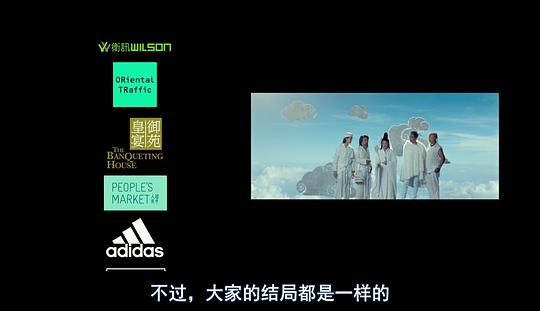 衛訊WILSON
ORiental
TRaffic
皇 御
宴 苑
THE
BANQUETING
HOUSE
PEOPLE'S
MARKET
adidas
不过，大家的结局都是一样的